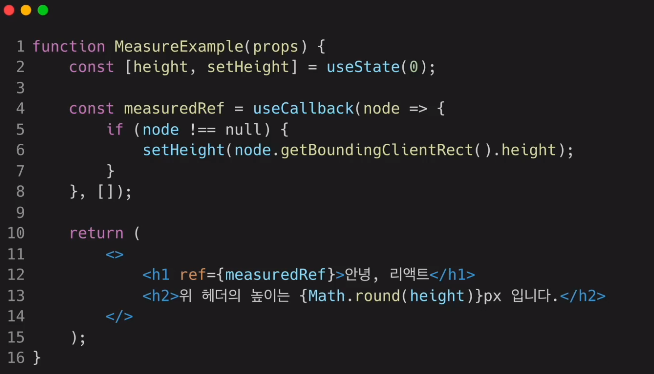 1 function MeasureExample(props) {
2     const [height, setHeight] = useState(0);
3
4     const measuredRef = useCallback(node => {
5         if (node !== null) {
6             setHeight(node.getBoundingClientRect().height);
7         }
8     }, []);
9
10     return (
11         <>
12             <h1 ref={measuredRef}>안녕, 리액트</h1>
13             <h2>위 헤더의 높이는 {Math.round(height)}px 입니다.</h2>
14         </>
15     );
16 }